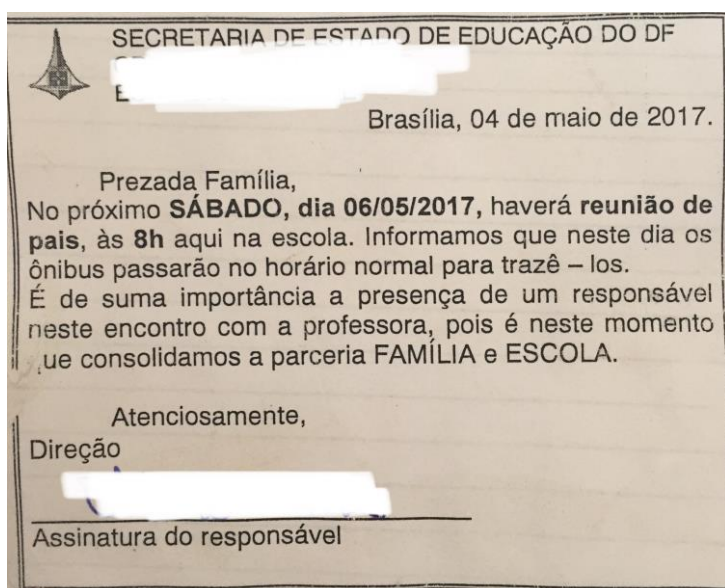 SECRETARIA DE ESTADO DE EDUCAÇÃO DO DF
Brasília, 04 de maio de 2017.
Prezada Família,
No próximo SÁBADO, dia 06/05/2017, haverá reunião de
pais, às 8h aqui na escola. Informamos que neste dia os
ônibus passarão no horário normal para trazê – los.
É de suma importância a presença de um responsável
neste encontro com a professora, pois é neste momento
ue consolidamos a parceria FAMÍLIA e ESCOLA.
Atenciosamente,
Direção
Assinatura do responsável